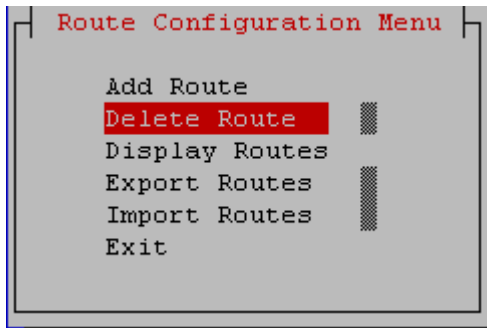 Route Configuration Menu
Add Route
Delete Route
Display Routes
Export Routes
Import Routes
Exit